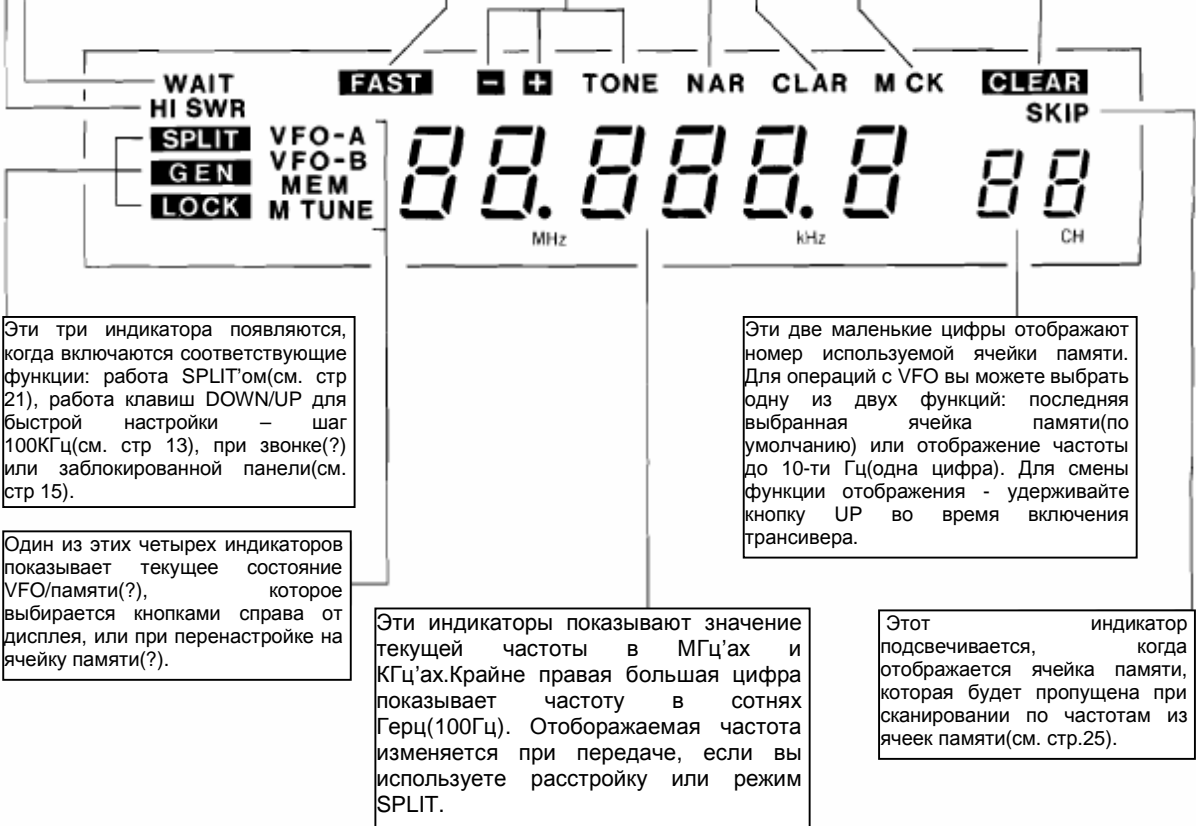 WAIT FAST - + TONE NAR CLAR M CK CLEAR
HI SWR SKIP
SPLIT VFO-A
GEN VFO-B
MEM
LOCK M TUNE 88.888.8 88
MHz kHz CH
Эти три индикатора появляются,
когда включаются соответствующие
функции: работа SPLIT'ом(см. стр
21), работа клавиш DOWN/UP для
быстрой настройки – шаг
100КГц(см. стр 13), при звонке(?)
или заблокированной панели(см.
стр 15).
Один из этих четырех индикаторов
показывает текущее состояние
VFO/памяти(?), которое
выбирается кнопками справа от
дисплея, или при перенастройке на
ячейку памяти(?).
Эти индикаторы показывают значение
текущей частоты в МГц'ах и
КГц'ах.Крайне правая большая цифра
показывает частоту в сотнях
Герц(100Гц). Отоборажаемая частота
изменяется при передаче, если вы
используете расстройку или режим
SPLIT.
Эти две маленькие цифры отображают
номер используемой ячейки памяти.
Для операций с VFO вы можете выбрать
одну из двух функций: последняя
выбранная ячейка памяти(по
умолчанию) или отображение частоты
до 10-ти Гц(одна цифра). Для смены
функции отображения - удерживайте
кнопку UP во время включения
трансивера.
Этот индикатор
подсвечивается, когда
отображается ячейка памяти,
которая будет пропущена при
сканировании по частотам из
ячеек памяти(см. стр.25).